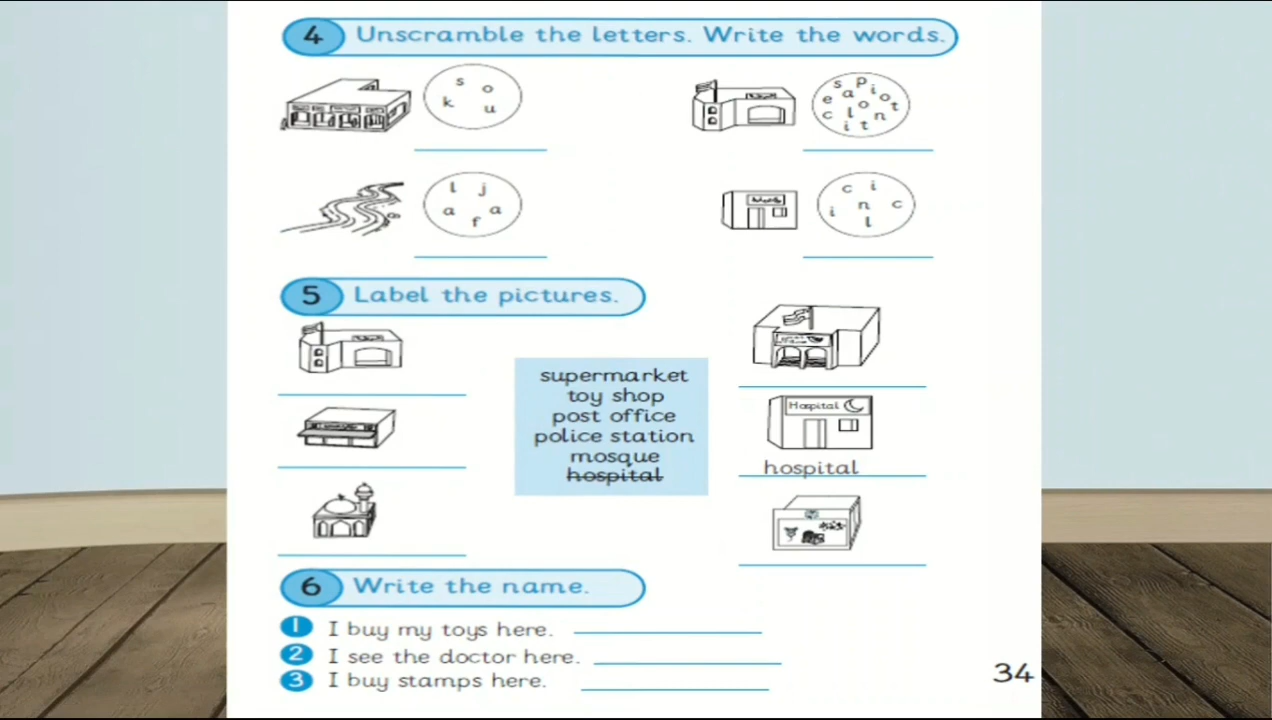 4 Unscramble the letters. Write the words.
s o k u
s p i o e a o t c l n i t
l j a a f
c i i n c l
5 Label the pictures.
supermarket
toy shop
post office
police station
mosque
hospital
Hospital
hospital
6 Write the name.
1 I buy my toys here.
2 I see the doctor here.
3 I buy stamps here.
34